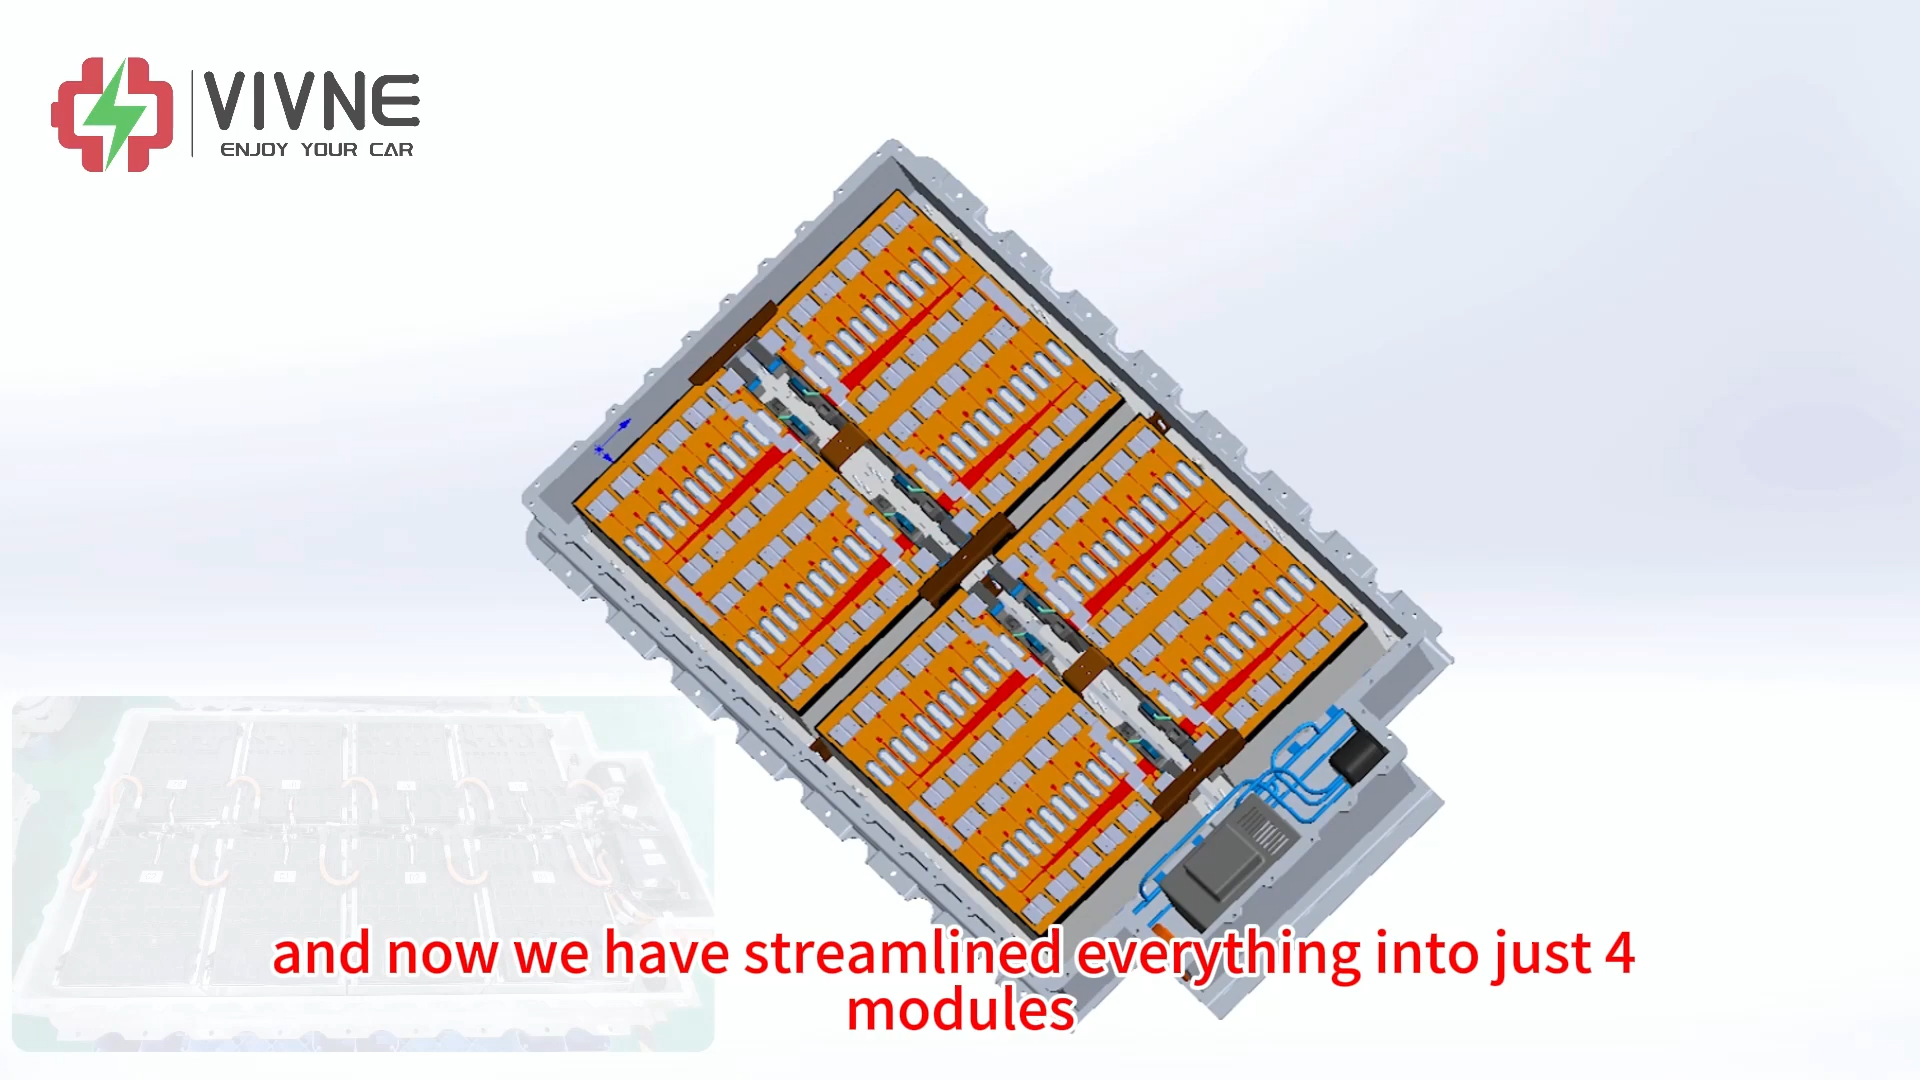 VIVNE
ENJOY YOUR CAR
and now we have streamlined everything into just 4
modules